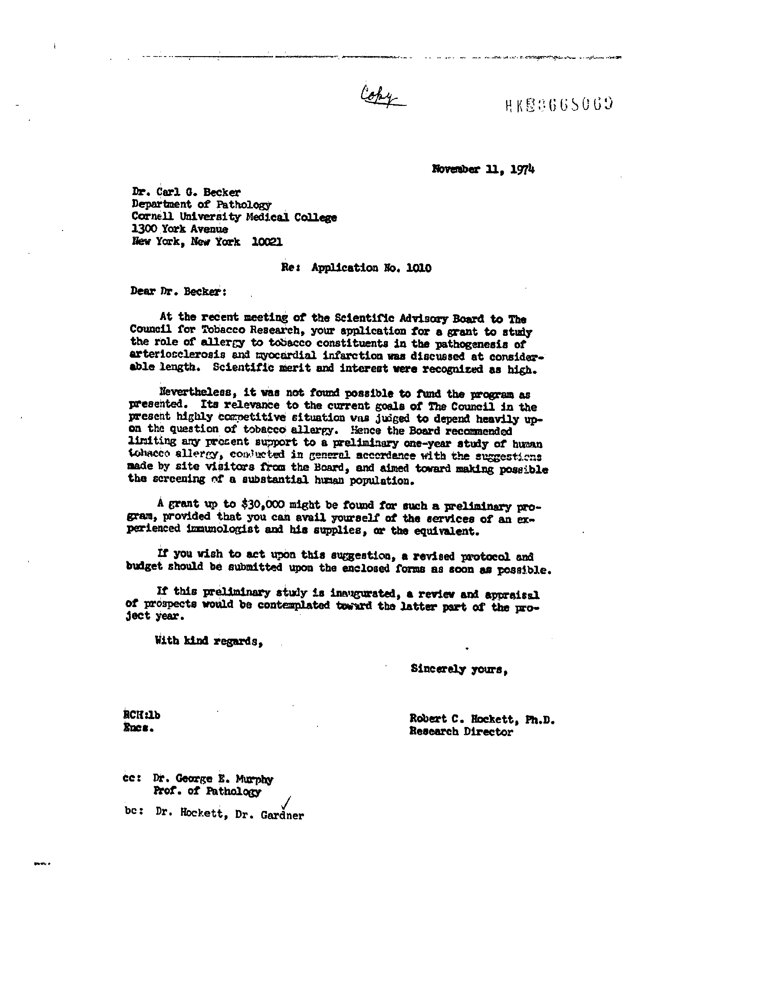 Copy
HK00665069
November 11, 1974
Dr. Carl G. Becker
Department of Pathology
Cornell University Medical College
1300 York Avenue
New York, New York 10021
Re: Application No. 1010
Dear Dr. Becker:
At the recent meeting of the Scientific Advisory Board to The
Council for Tobacco Research, your application for a grant to study
the role of allergy to tobacco constituents in the pathogenesis of
arteriosclerosis and myocardial infarction was discussed at consider-
able length. Scientific merit and interest were recognized as high.
Nevertheless, it was not found possible to fund the program as
presented. Its relevance to the current goals of The Council in the
present highly competitive situation was judged to depend heavily up-
on the question of tobacco allergy. Hence the Board recommended
limiting any present support to a preliminary one-year study of human
tobacco allergy, conducted in general accordance with the suggestions
made by site visitors from the Board, and aimed toward making possible
the screening of a substantial human population.
A grant up to $30,000 might be found for such a preliminary pro-
gram, provided that you can avail yourself of the services of an ex-
perienced immunologist and his supplies, or the equivalent.
If you wish to act upon this suggestion, a revised protocol and
budget should be submitted upon the enclosed forms as soon as possible.
If this preliminary study is inaugurated, a review and appraisal
of prospects would be contemplated toward the latter part of the pro-
ject year.
With kind regards,
Sincerely yours,
RCH:lb
Encs.
Robert C. Hockett, Ph.D.
Research Director
cc: Dr. George E. Murphy
Prof. of Pathology
bc: Dr. Hockett, Dr. Gardner